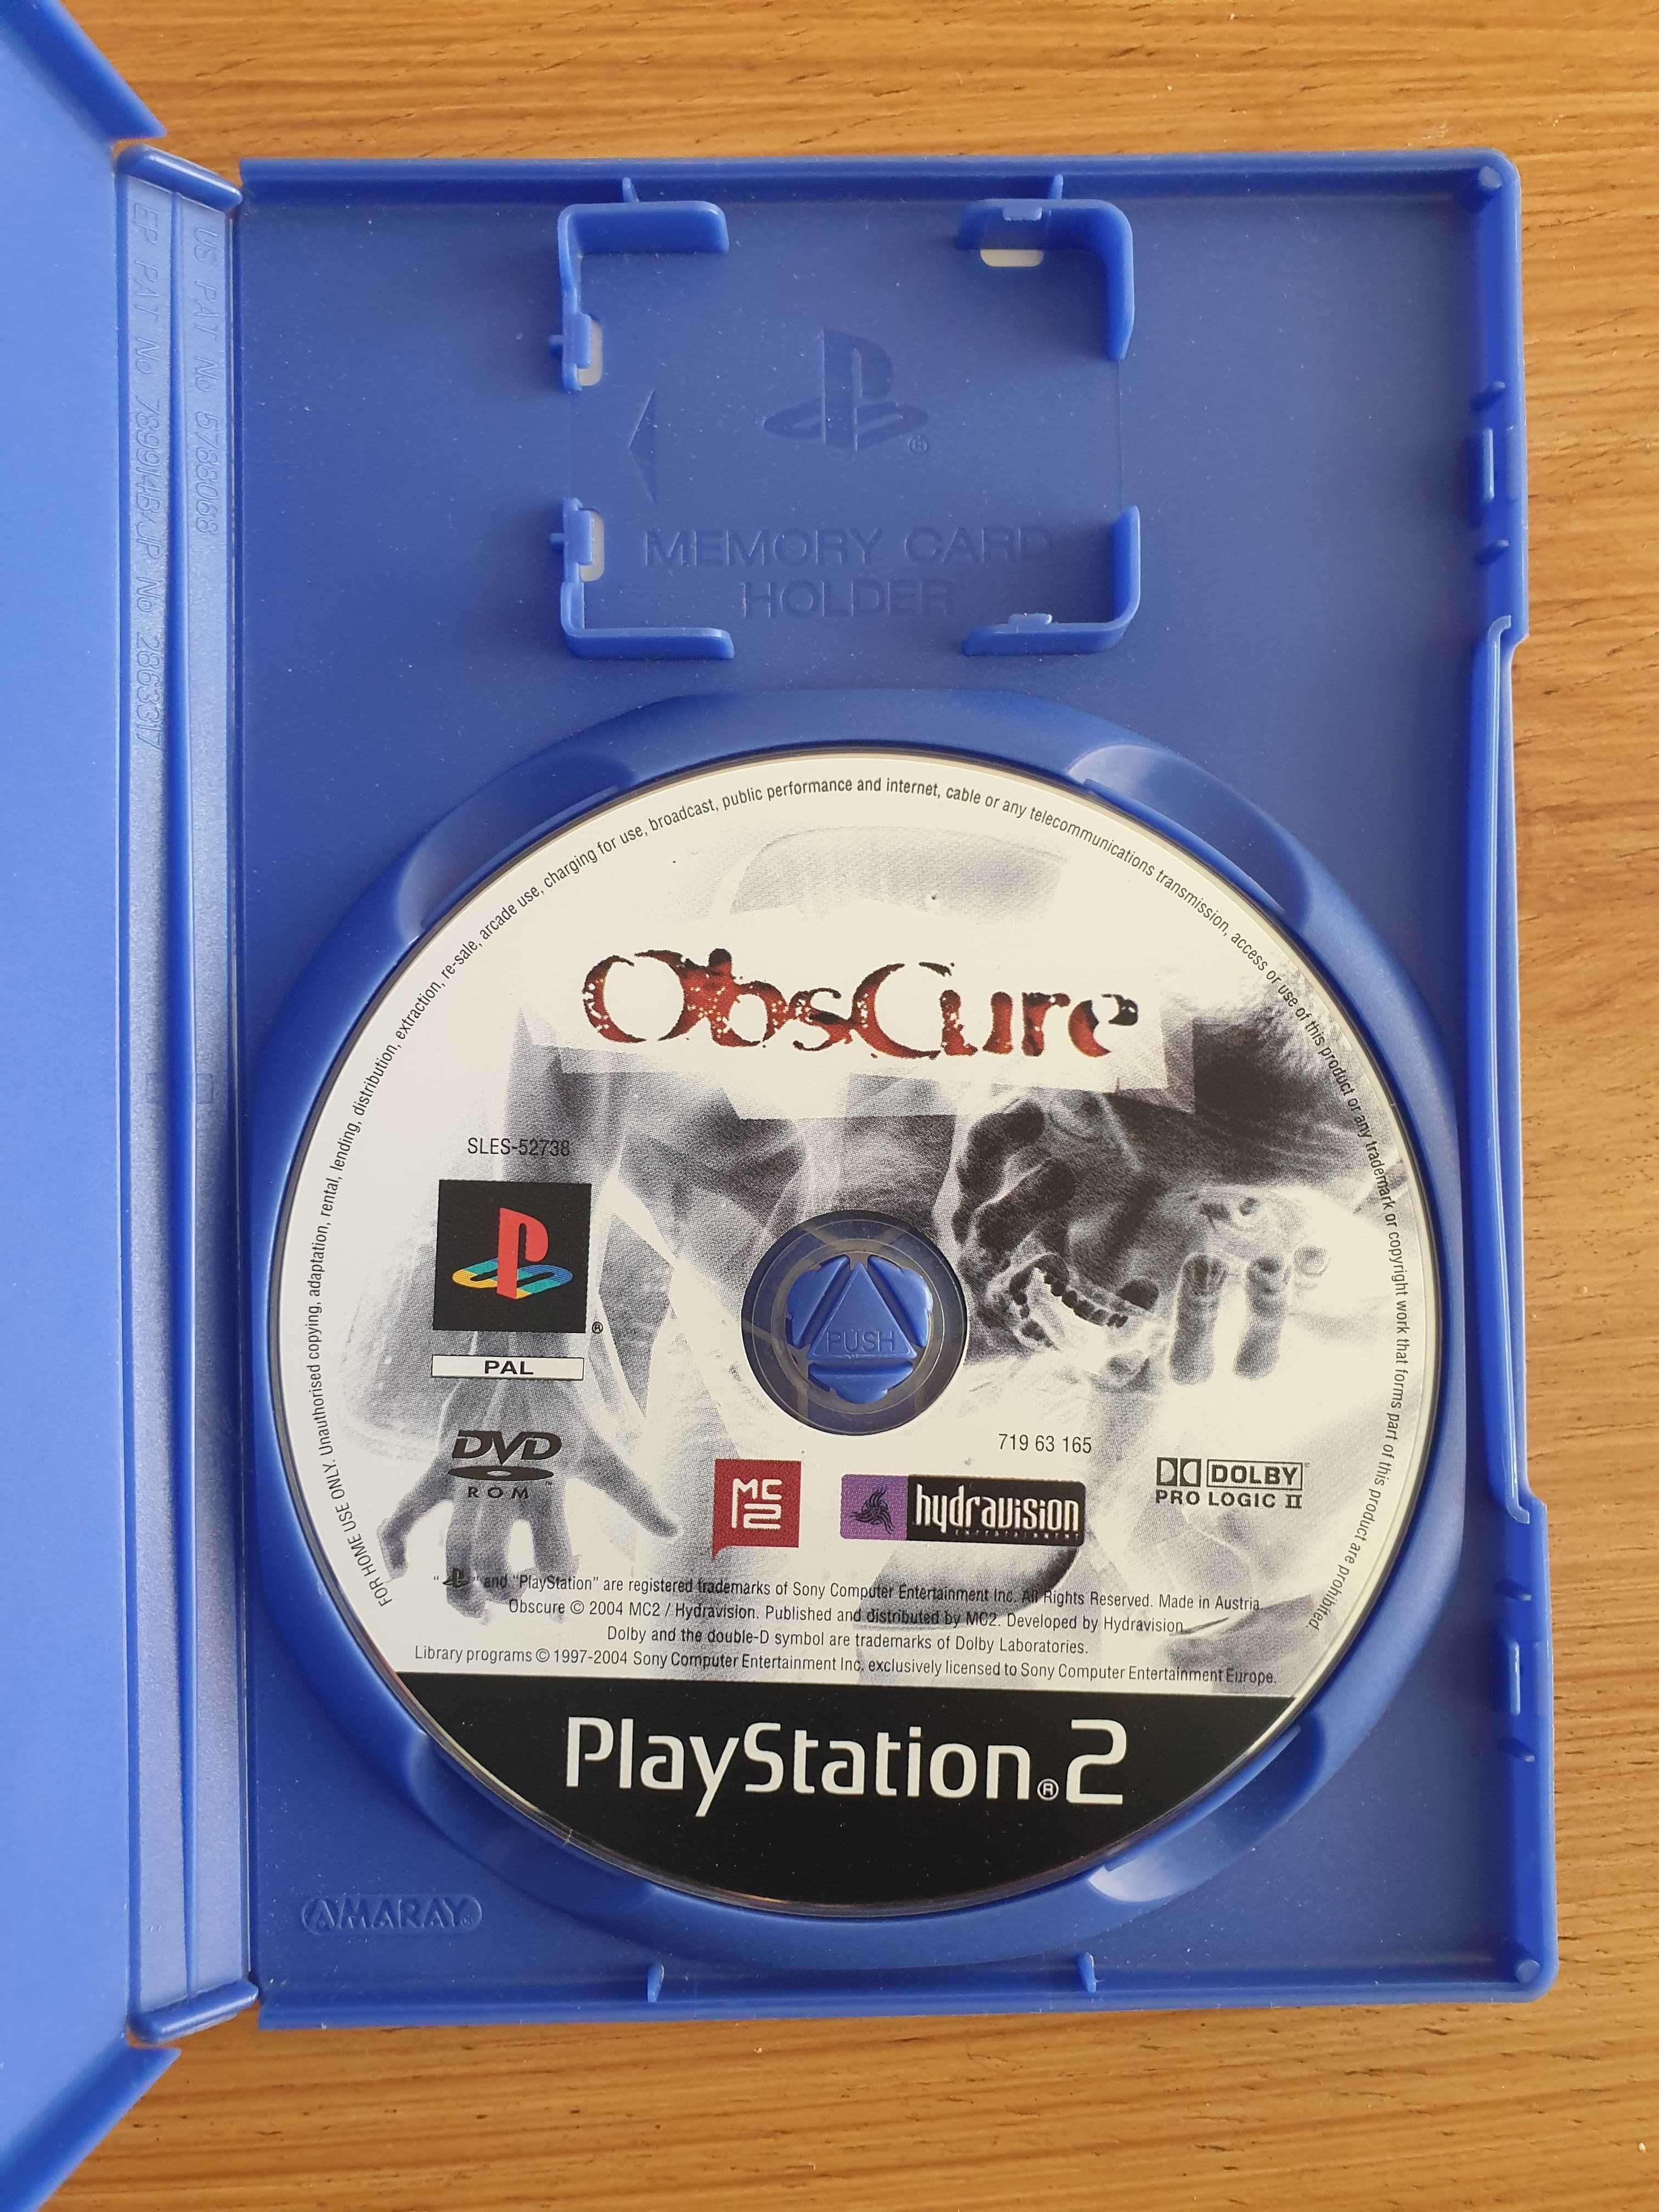 US PAT No 5788068
EP PAT No 789914B1/JP No 2863317
MEMORY CARD
HOLDER
FOR HOME USE ONLY. Unauthorised copying, adaptation, rental, lending, distribution, extraction, re-sale, arcade use, charging for use, broadcast, public performance and internet, cable or any telecommunications transmission, access or use of this product or any trademark or copyright work that forms part of this product are prohibited.
ObsCure
SLES-52738
®
PAL
PUSH
DVD
ROM
719 63 165
MC2
hydravision
ENTERTAINMENT
DOLBY
PRO LOGIC II
" " and "PlayStation" are registered trademarks of Sony Computer Entertainment Inc. All Rights Reserved. Made in Austria.
Obscure © 2004 MC2 / Hydravision. Published and distributed by MC2. Developed by Hydravision.
Dolby and the double-D symbol are trademarks of Dolby Laboratories.
Library programs © 1997-2004 Sony Computer Entertainment Inc. exclusively licensed to Sony Computer Entertainment Europe.
PlayStation®2
AMARAY